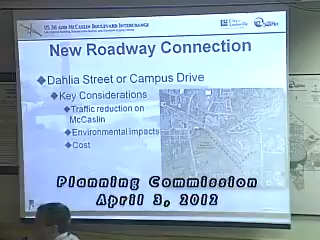 US 36 AND MCCASLIN BOULEVARD INTERCHANGE
New Roadway Connection
Dahlia Street or Campus Drive
Key Considerations
Traffic reduction on
McCaslin
Environmental impacts
Cost
Planning Commission
April 3, 2012